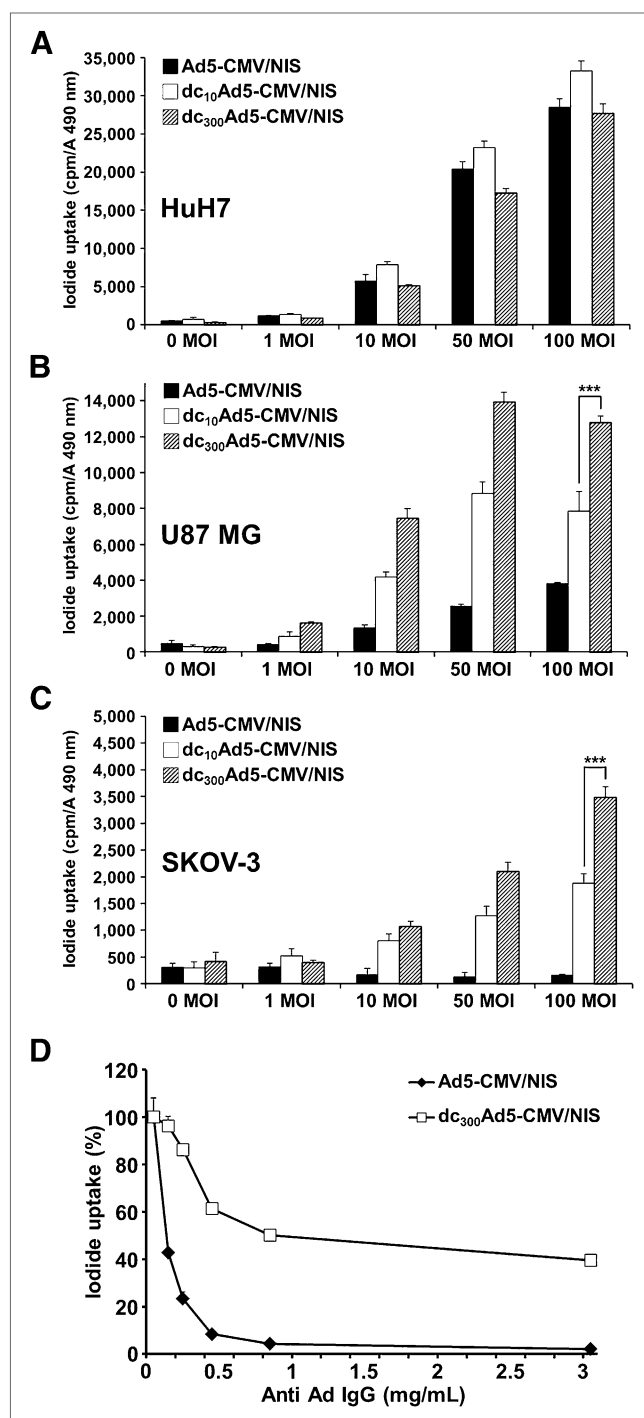 A
Ad5-CMV/NIS
dc10Ad5-CMV/NIS
dc300Ad5-CMV/NIS
HuH7
Iodide uptake (cpm/A 490 nm)
35,000
30,000
25,000
20,000
15,000
10,000
5,000
0
0 MOI 1 MOI 10 MOI 50 MOI 100 MOI
B
Ad5-CMV/NIS
dc10Ad5-CMV/NIS
dc300Ad5-CMV/NIS
***
U87 MG
Iodide uptake (cpm/A 490 nm)
14,000
12,000
10,000
8,000
6,000
4,000
2,000
0
0 MOI 1 MOI 10 MOI 50 MOI 100 MOI
C
Ad5-CMV/NIS
dc10Ad5-CMV/NIS
dc300Ad5-CMV/NIS
***
SKOV-3
Iodide uptake (cpm/A 490 nm)
5,000
4,500
4,000
3,500
3,000
2,500
2,000
1,500
1,000
500
0
0 MOI 1 MOI 10 MOI 50 MOI 100 MOI
D
Ad5-CMV/NIS
dc300Ad5-CMV/NIS
Iodide uptake (%)
120
100
80
60
40
20
0
0 0.5 1 1.5 2 2.5 3
Anti Ad IgG (mg/mL)